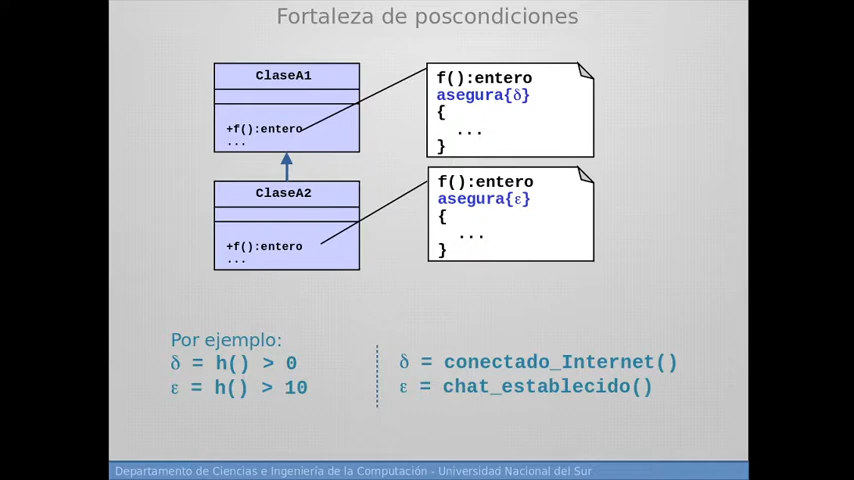 Fortaleza de poscondiciones
ClaseA1
+f():entero
...
f():entero
asegura{δ}
{
...
}
ClaseA2
+f():entero
...
f():entero
asegura{ε}
{
...
}
Por ejemplo:
δ = h() > 0
ε = h() > 10
δ = conectado_Internet()
ε = chat_establecido()
Departamento de Ciencias e Ingeniería de la Computación - Universidad Nacional del Sur